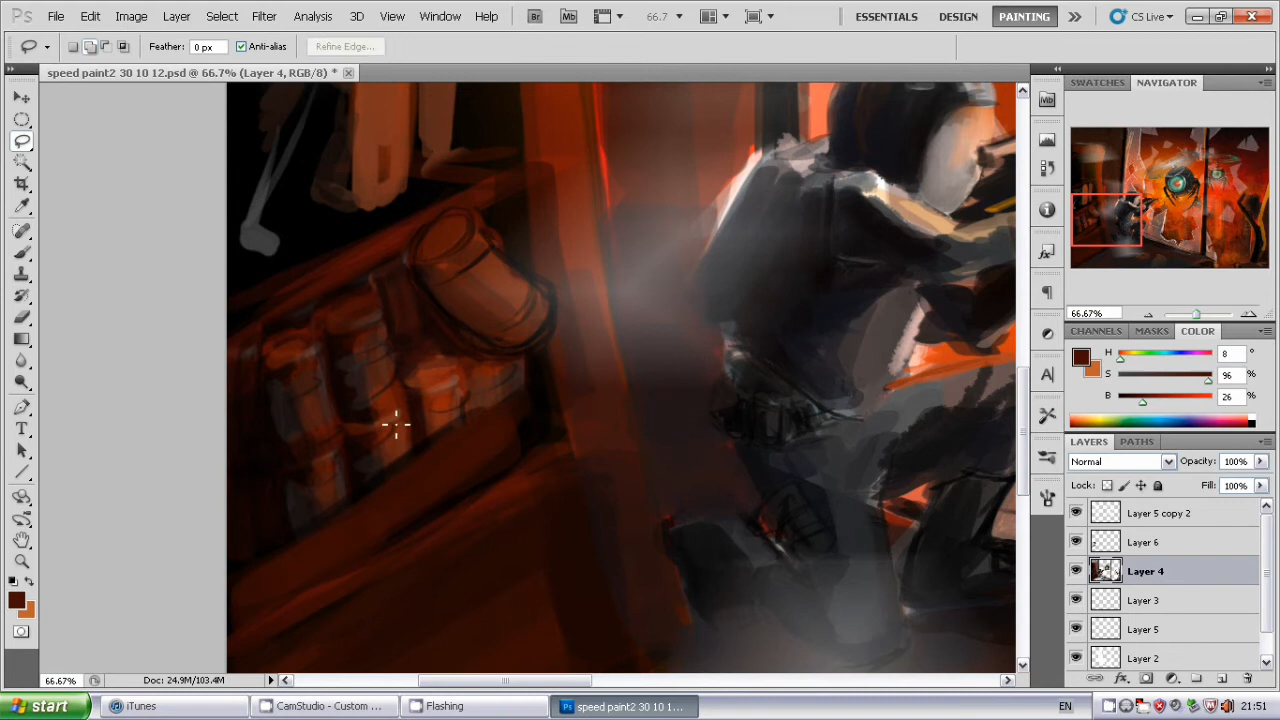 Ps File Edit Image Layer Select Filter Analysis 3D View Window Help Br Mb 66.7 ESSENTIALS DESIGN PAINTING CS Live
Feather: 0 px Anti-alias Refine Edge...
speed paint2 30 10 12.psd @ 66.7% (Layer 4, RGB/8) *
SWATCHES NAVIGATOR
Mb
66.67%
CHANNELS MASKS COLOR
H 8 °
S 96 %
B 26 %
LAYERS PATHS
Normal Opacity: 100%
Lock: Fill: 100%
Layer 5 copy 2
Layer 6
Layer 4
Layer 3
Layer 5
Layer 2
66.67% Doc: 24.9M/103.4M
start iTunes CamStudio - Custom ... Flashing Ps speed paint2 30 10 1... EN 21:51